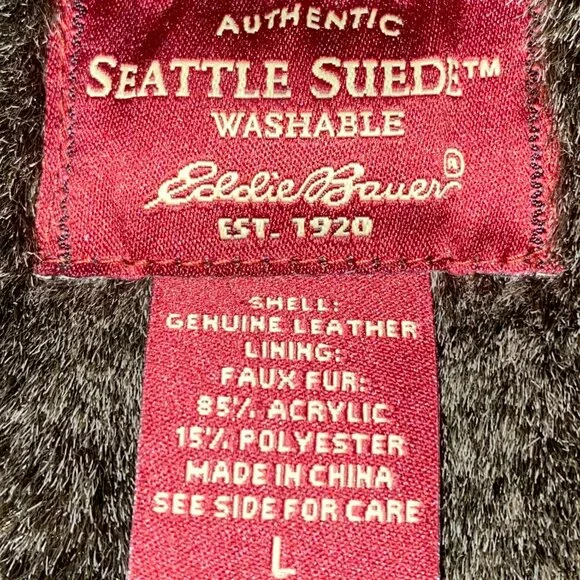 AUTHENTIC
SEATTLE SUEDE™
WASHABLE
Eddie Bauer®
EST. 1920
SHELL:
GENUINE LEATHER
LINING:
FAUX FUR:
85% ACRYLIC
15% POLYESTER
MADE IN CHINA
SEE SIDE FOR CARE
L